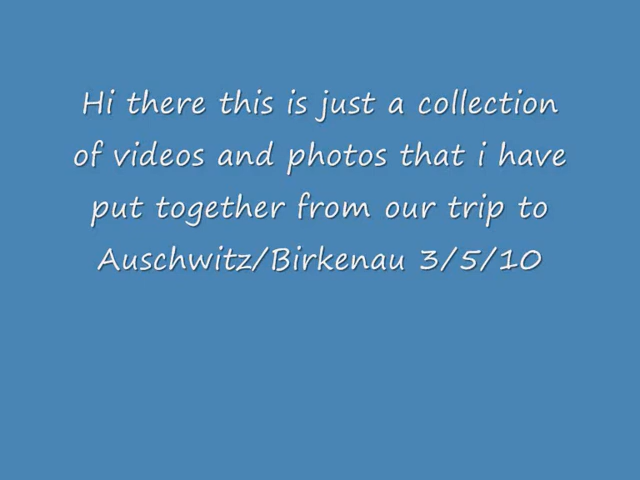 Hi there this is just a collection
of videos and photos that i have
put together from our trip to
Auschwitz/Birkenau 3/5/10